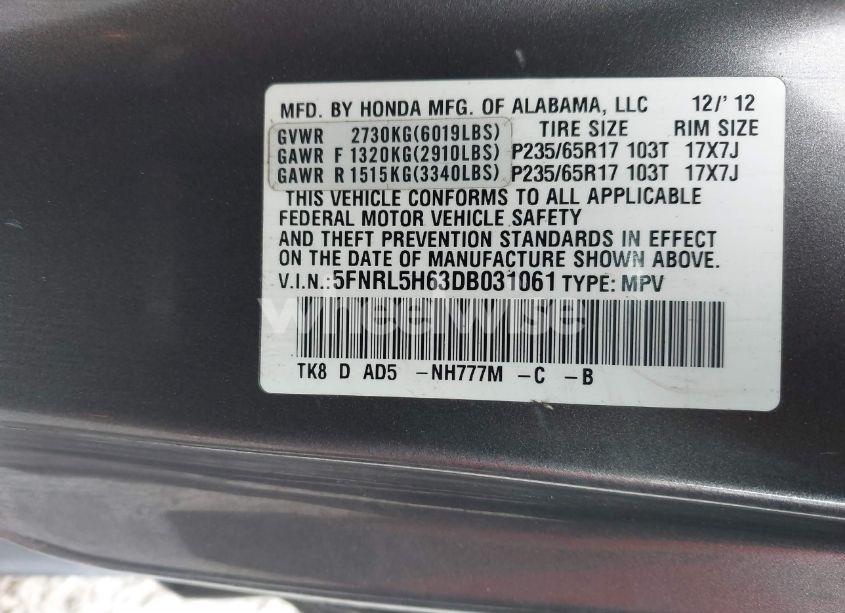 MFD. BY HONDA MFG. OF ALABAMA, LLC 12/'12
GVWR 2730KG(6019LBS) TIRE SIZE RIM SIZE
GAWR F 1320KG(2910LBS) P235/65R17 103T 17X7J
GAWR R 1515KG(3340LBS) P235/65R17 103T 17X7J
THIS VEHICLE CONFORMS TO ALL APPLICABLE
FEDERAL MOTOR VEHICLE SAFETY
AND THEFT PREVENTION STANDARDS IN EFFECT
ON THE DATE OF MANUFACTURE SHOWN ABOVE.
V.I.N.: 5FNRL5H63DB031061 TYPE: MPV
wheelwise
TK8 D AD5 -NH777M -C -B